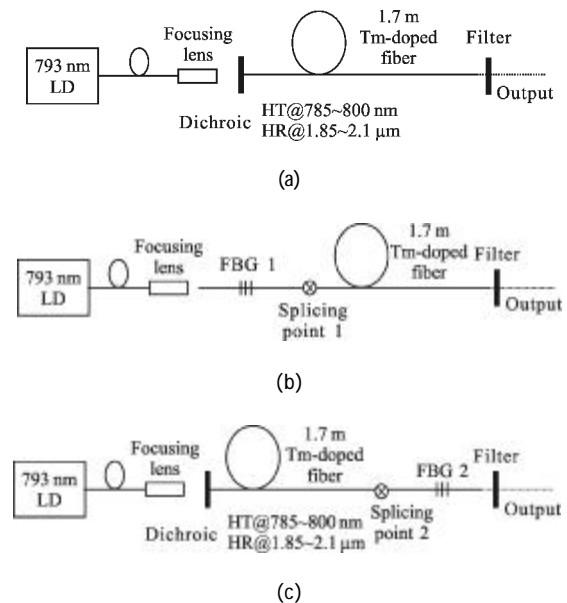 793 nm
LD
Focusing
lens
Dichroic
HT@785~800 nm
HR@1.85~2.1 μm
1.7 m
Tm-doped
fiber
Filter
Output
(a)
793 nm
LD
Focusing
lens
FBG 1
Splicing
point 1
1.7 m
Tm-doped
fiber
Filter
Output
(b)
793 nm
LD
Focusing
lens
Dichroic
HT@785~800 nm
HR@1.85~2.1 μm
1.7 m
Tm-doped
fiber
Splicing
point 2
FBG 2
Filter
Output
(c)